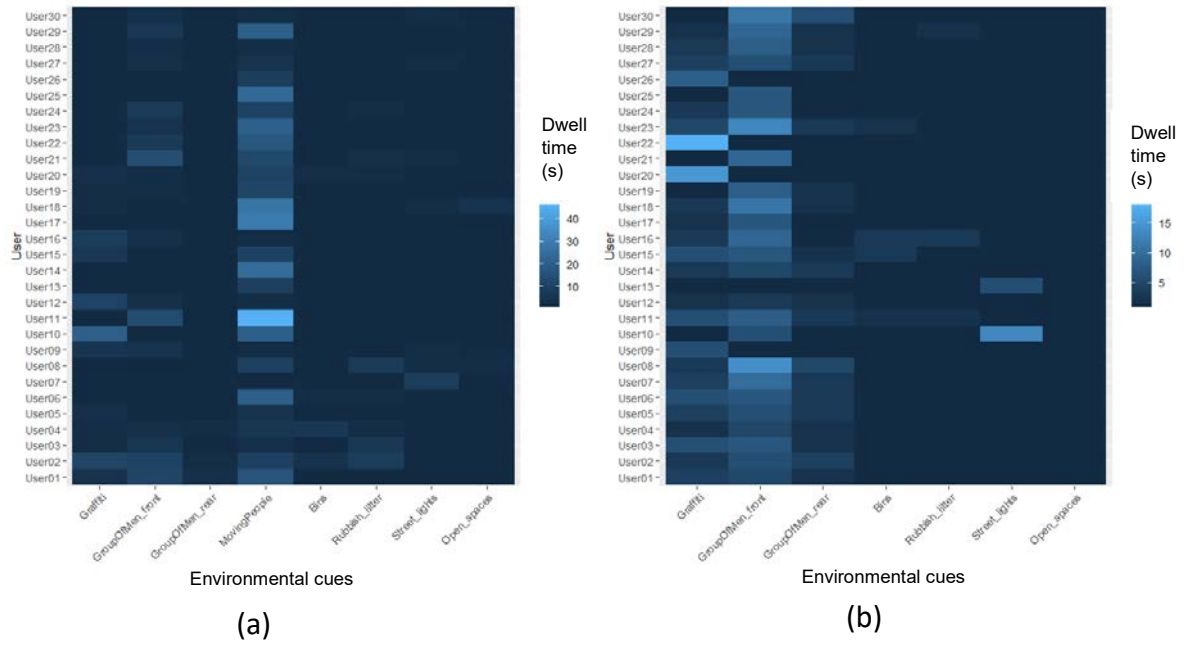 User30
User29
User28
User27
User26
User25
User24
User23
User22
User21
User20
User19
User18
User17
User16
User15
User14
User13
User12
User11
User10
User09
User08
User07
User06
User05
User04
User03
User02
User01
User
Graffiti
GroupOfMen_front
GroupOfMen_rear
MovingPeople
Bins
Rubbish_litter
Street_lights
Open_spaces
Environmental cues
Dwell
time
(s)
40
30
20
10
(a)
User30
User29
User28
User27
User26
User25
User24
User23
User22
User21
User20
User19
User18
User17
User16
User15
User14
User13
User12
User11
User10
User09
User08
User07
User06
User05
User04
User03
User02
User01
User
Graffiti
GroupOfMen_front
GroupOfMen_rear
Bins
Rubbish_litter
Street_lights
Open_spaces
Environmental cues
Dwell
time
(s)
15
10
5
(b)